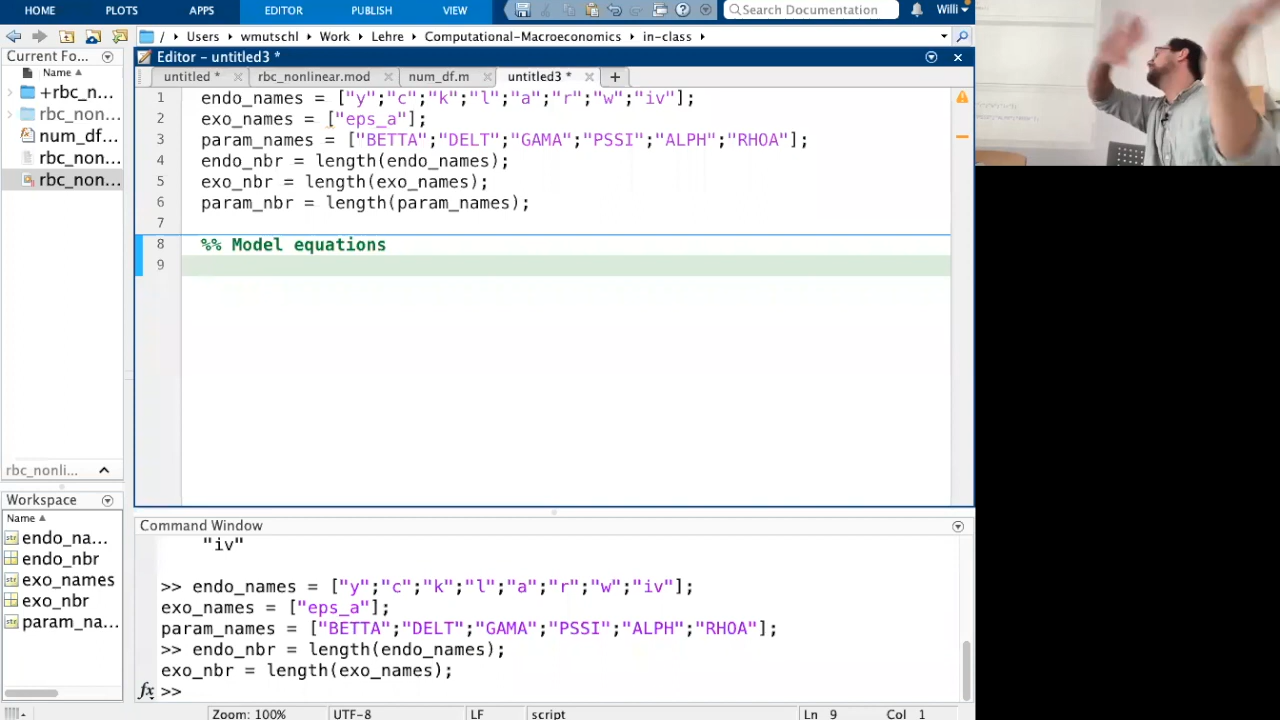 HOME PLOTS APPS EDITOR PUBLISH VIEW Search Documentation Willi
/ Users wmutschl Work Lehre Computational-Macroeconomics in-class
Current Fo...
Name
+rbc_n...
rbc_non...
num_df...
rbc_non...
rbc_non...
rbc_nonli...
Workspace
Name
endo_na...
endo_nbr
exo_names
exo_nbr
param_na...
Editor - untitled3 *
untitled * rbc_nonlinear.mod num_df.m untitled3 *
1 endo_names = ["y";"c";"k";"l";"a";"r";"w";"iv"];
2 exo_names = ["eps_a"];
3 param_names = ["BETTA";"DELT";"GAMA";"PSSI";"ALPH";"RHOA"];
4 endo_nbr = length(endo_names);
5 exo_nbr = length(exo_names);
6 param_nbr = length(param_names);
7
8 %% Model equations
9
Command Window
"iv"
>> endo_names = ["y";"c";"k";"l";"a";"r";"w";"iv"];
exo_names = ["eps_a"];
param_names = ["BETTA";"DELT";"GAMA";"PSSI";"ALPH";"RHOA"];
>> endo_nbr = length(endo_names);
exo_nbr = length(exo_names);
fx >>
Zoom: 100% UTF-8 LF script Ln 9 Col 1